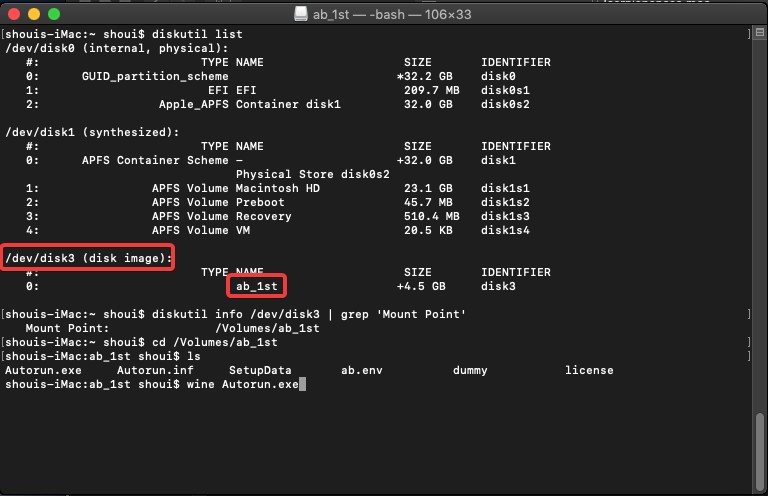 ab_1st — -bash — 106×33
[shouis-iMac:~ shoui$ diskutil list ]
/dev/disk0 (internal, physical):
#: TYPE NAME SIZE IDENTIFIER
0: GUID_partition_scheme *32.2 GB disk0
1: EFI EFI 209.7 MB disk0s1
2: Apple_APFS Container disk1 32.0 GB disk0s2
/dev/disk1 (synthesized):
#: TYPE NAME SIZE IDENTIFIER
0: APFS Container Scheme – +32.0 GB disk1
Physical Store disk0s2
1: APFS Volume Macintosh HD 23.1 GB disk1s1
2: APFS Volume Preboot 45.7 MB disk1s2
3: APFS Volume Recovery 510.4 MB disk1s3
4: APFS Volume VM 20.5 KB disk1s4
/dev/disk3 (disk image):
#: TYPE NAME SIZE IDENTIFIER
0: ab_1st +4.5 GB disk3
[shouis-iMac:~ shoui$ diskutil info /dev/disk3 | grep 'Mount Point' ]
Mount Point: /Volumes/ab_1st
[shouis-iMac:~ shoui$ cd /Volumes/ab_1st ]
[shouis-iMac:ab_1st shoui$ ls ]
Autorun.exe Autorun.inf SetupData ab.env dummy license
shouis-iMac:ab_1st shoui$ wine Autorun.exe